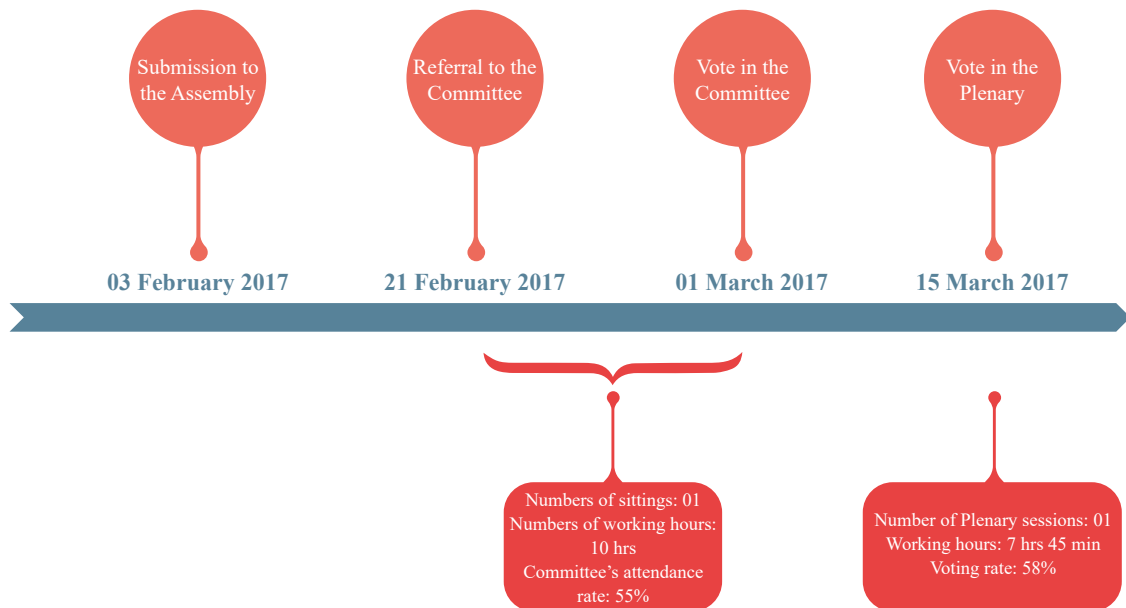 Submission to
the Assembly
Referral to the
Committee
Vote in the
Committee
Vote in the
Plenary
03 February 2017
21 February 2017
01 March 2017
15 March 2017
Numbers of sittings: 01
Numbers of working hours:
10 hrs
Committee’s attendance
rate: 55%
Number of Plenary sessions: 01
Working hours: 7 hrs 45 min
Voting rate: 58%